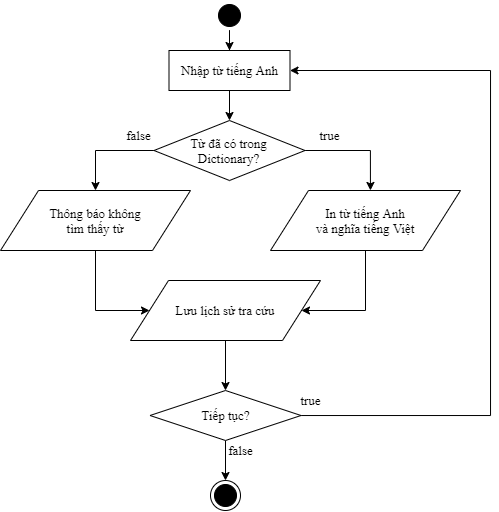 Nhập từ tiếng Anh
false
true
Từ đã có trong
Dictionary?
Thông báo không
tìm thấy từ
In từ tiếng Anh
và nghĩa tiếng Việt
Lưu lịch sử tra cứu
true
Tiếp tục?
false